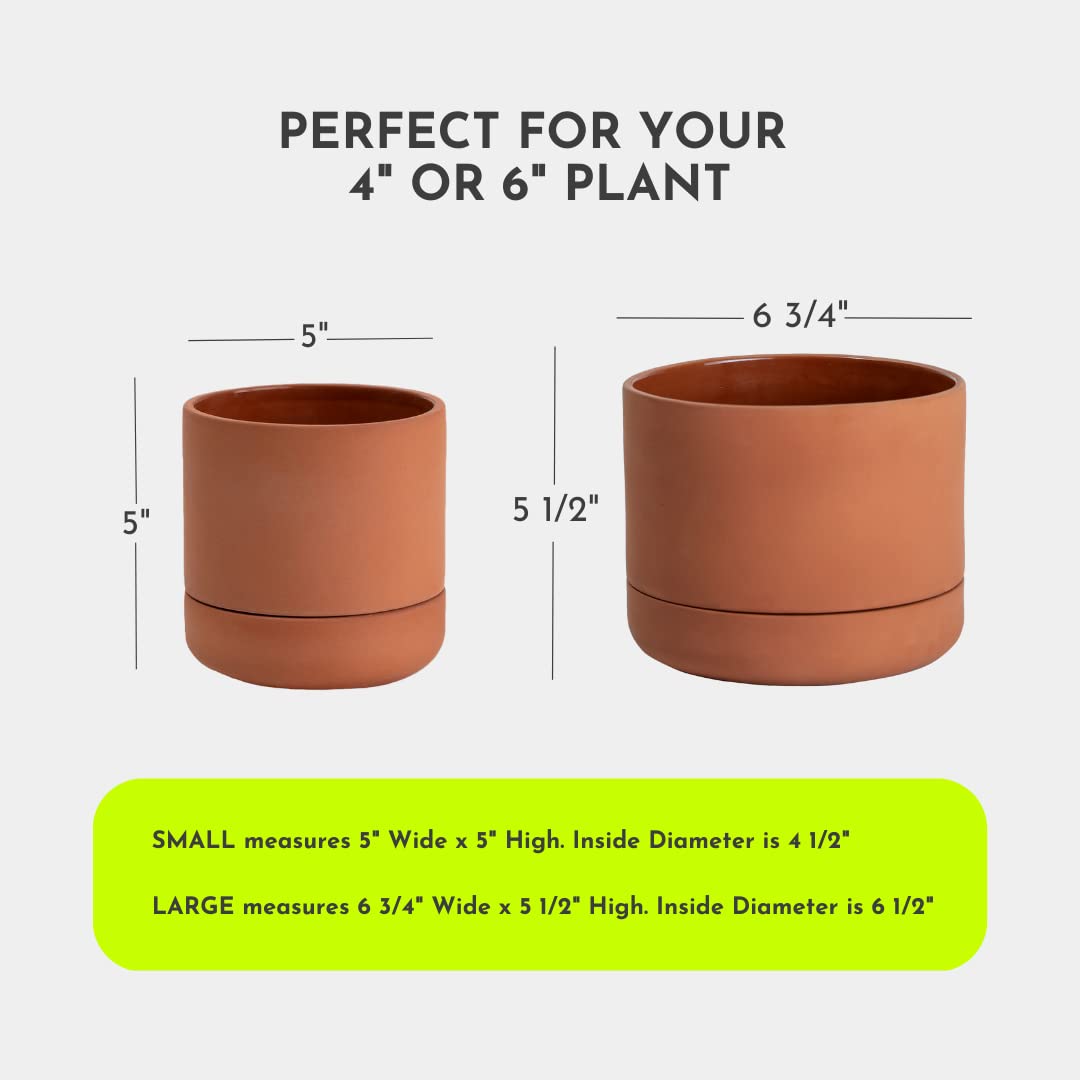 PERFECT FOR YOUR
4" OR 6" PLANT
5"
6 3/4"
5"
5 1/2"
SMALL measures 5" Wide x 5" High. Inside Diameter is 4 1/2"
LARGE measures 6 3/4" Wide x 5 1/2" High. Inside Diameter is 6 1/2"